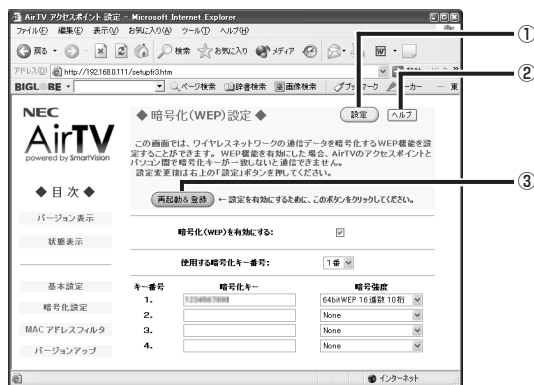 AirTV アクセスポイント 設定 - Microsoft Internet Explorer
ファイル(F) 編集(E) 表示(V) お気に入り(A) ツール(T) ヘルプ(H)
戻る 検索 お気に入り メディア
アドレス(D) http://192.168.0.111/setupfr3.htm
BIGLOBE ページ検索 辞書検索 画像検索 ブックマーク
①
②
③
NEC
AirTV
powered by SmartVision
◆ 目 次 ◆
バージョン表示
状態表示
基本設定
暗号化設定
MAC アドレスフィルタ
バージョンアップ
◆ 暗号化(WEP)設定 ◆
設定 ヘルプ
この画面では、ワイヤレスネットワークの通信データを暗号化するWEP機能を設
定することができます。WEP機能を有効にした場合、AirTVのアクセスポイントと
パソコン間で暗号化キーが一致しないと通信できません。
設定変更後は右上の「設定」ボタンを押してください。
再起動& 登録 ← 設定を有効にするために、このボタンをクリックしてください。
暗号化(WEP)を有効にする:
使用する暗号化キー番号: 1番
キー番号 暗号化キー 暗号強度
1. 1234567890 64bitWEP 16進数 10桁
2. None
3. None
4. None
インターネット